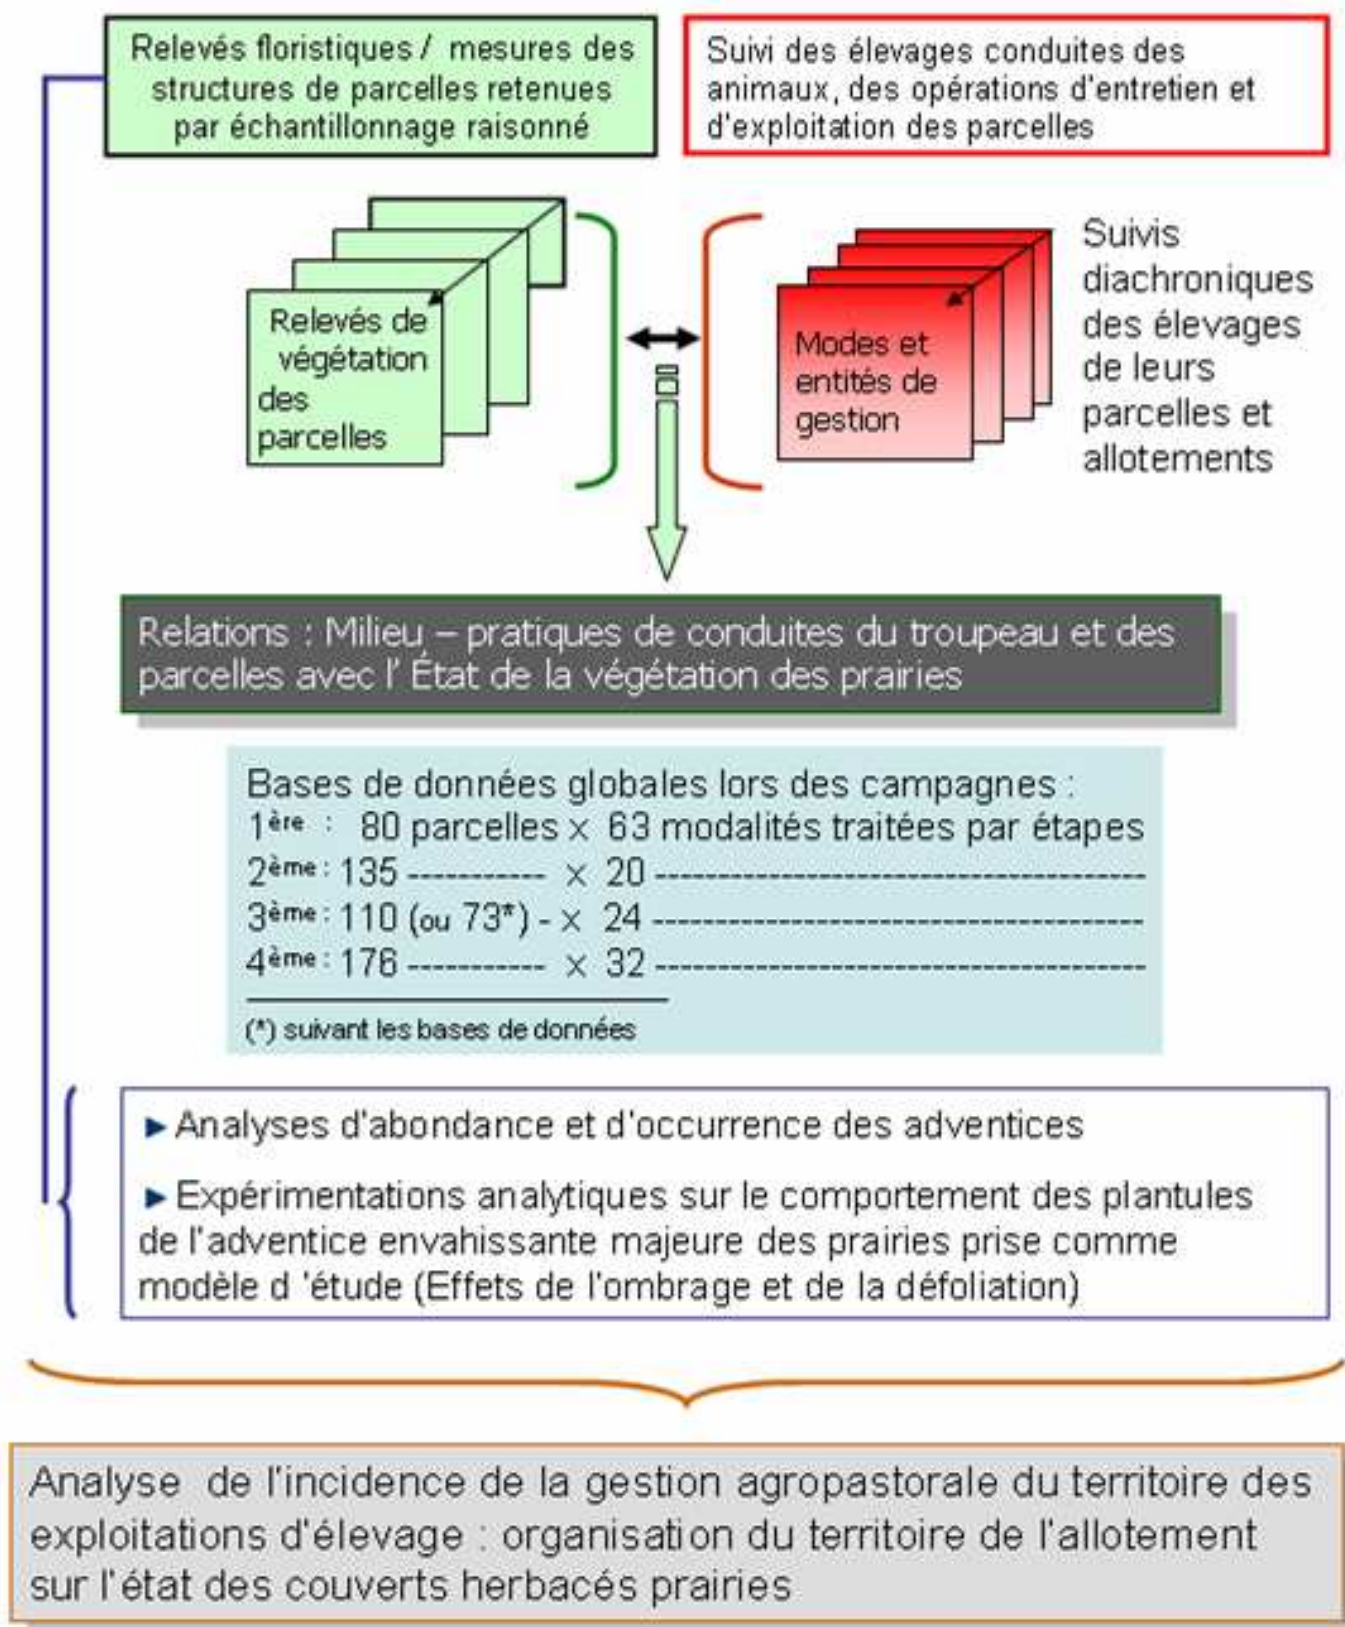 Relevés floristiques / mesures des
structures de parcelles retenues
par échantillonnage raisonné
Suivi des élevages conduites des
animaux, des opérations d'entretien et
d'exploitation des parcelles
Relevés de
végétation
des
parcelles
Modes et
entités de
gestion
Suivis
diachroniques
des élevages
de leurs
parcelles et
allotements
Relations : Milieu – pratiques de conduites du troupeau et des
parcelles avec l' État de la végétation des prairies
Bases de données globales lors des campagnes :
1ère : 80 parcelles × 63 modalités traitées par étapes
2ème : 135 ----------- × 20 ---------------------------------------
3ème : 110 (ou 73*) - × 24 ---------------------------------------
4ème : 176 ----------- × 32 ---------------------------------------
(*) suivant les bases de données
► Analyses d'abondance et d'occurrence des adventices
► Expérimentations analytiques sur le comportement des plantules
de l'adventice envahissante majeure des prairies prise comme
modèle d 'étude (Effets de l'ombrage et de la défoliation)
Analyse de l'incidence de la gestion agropastorale du territoire des
exploitations d'élevage : organisation du territoire de l'allotement
sur l'état des couverts herbacés prairies